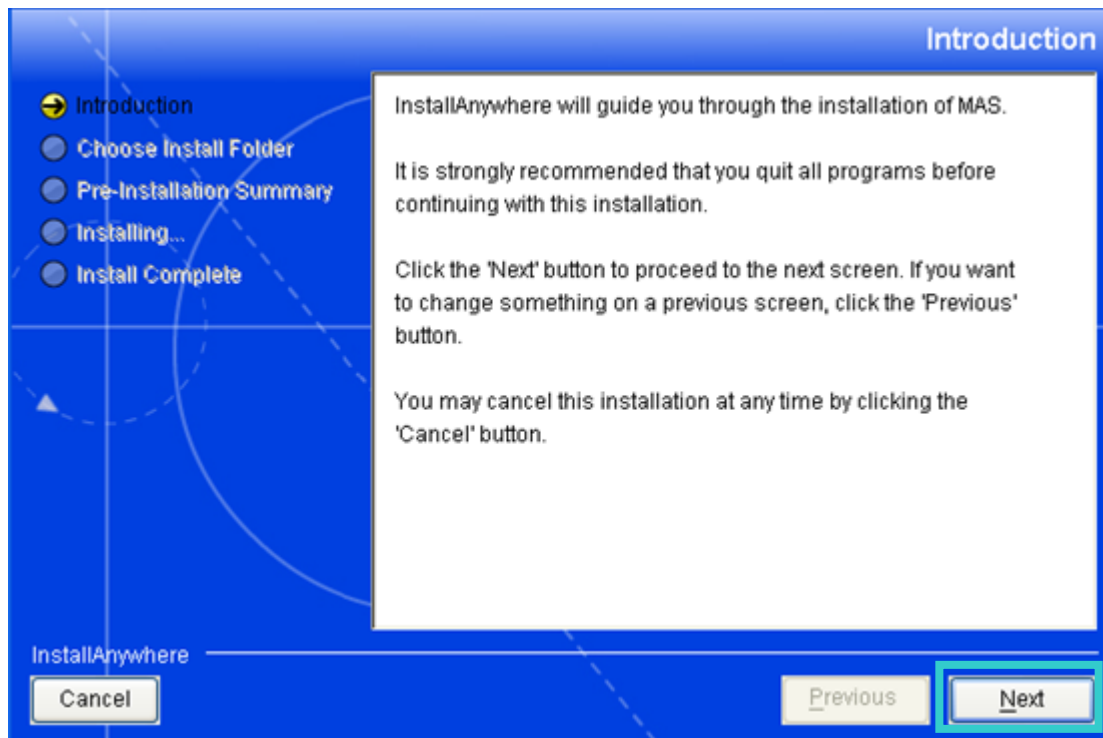 Introduction
Introduction
Choose Install Folder
Pre-Installation Summary
Installing...
Install Complete
InstallAnywhere will guide you through the installation of MAS.
It is strongly recommended that you quit all programs before
continuing with this installation.
Click the 'Next' button to proceed to the next screen. If you want
to change something on a previous screen, click the 'Previous'
button.
You may cancel this installation at any time by clicking the
'Cancel' button.
InstallAnywhere
Cancel
Previous
Next